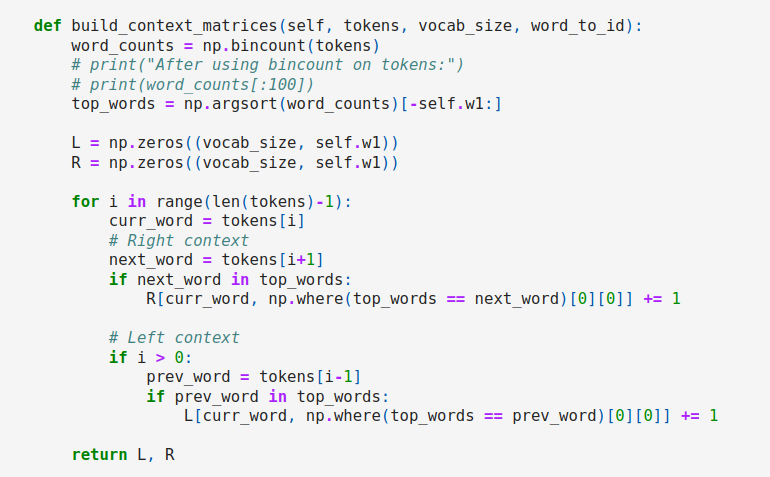 def build_context_matrices(self, tokens, vocab_size, word_to_id):
    word_counts = np.bincount(tokens)
    # print("After using bincount on tokens:")
    # print(word_counts[:100])
    top_words = np.argsort(word_counts)[-self.w1:]

    L = np.zeros((vocab_size, self.w1))
    R = np.zeros((vocab_size, self.w1))

    for i in range(len(tokens)-1):
        curr_word = tokens[i]
        # Right context
        next_word = tokens[i+1]
        if next_word in top_words:
            R[curr_word, np.where(top_words == next_word)[0][0]] += 1

        # Left context
        if i > 0:
            prev_word = tokens[i-1]
            if prev_word in top_words:
                L[curr_word, np.where(top_words == prev_word)[0][0]] += 1

    return L, R